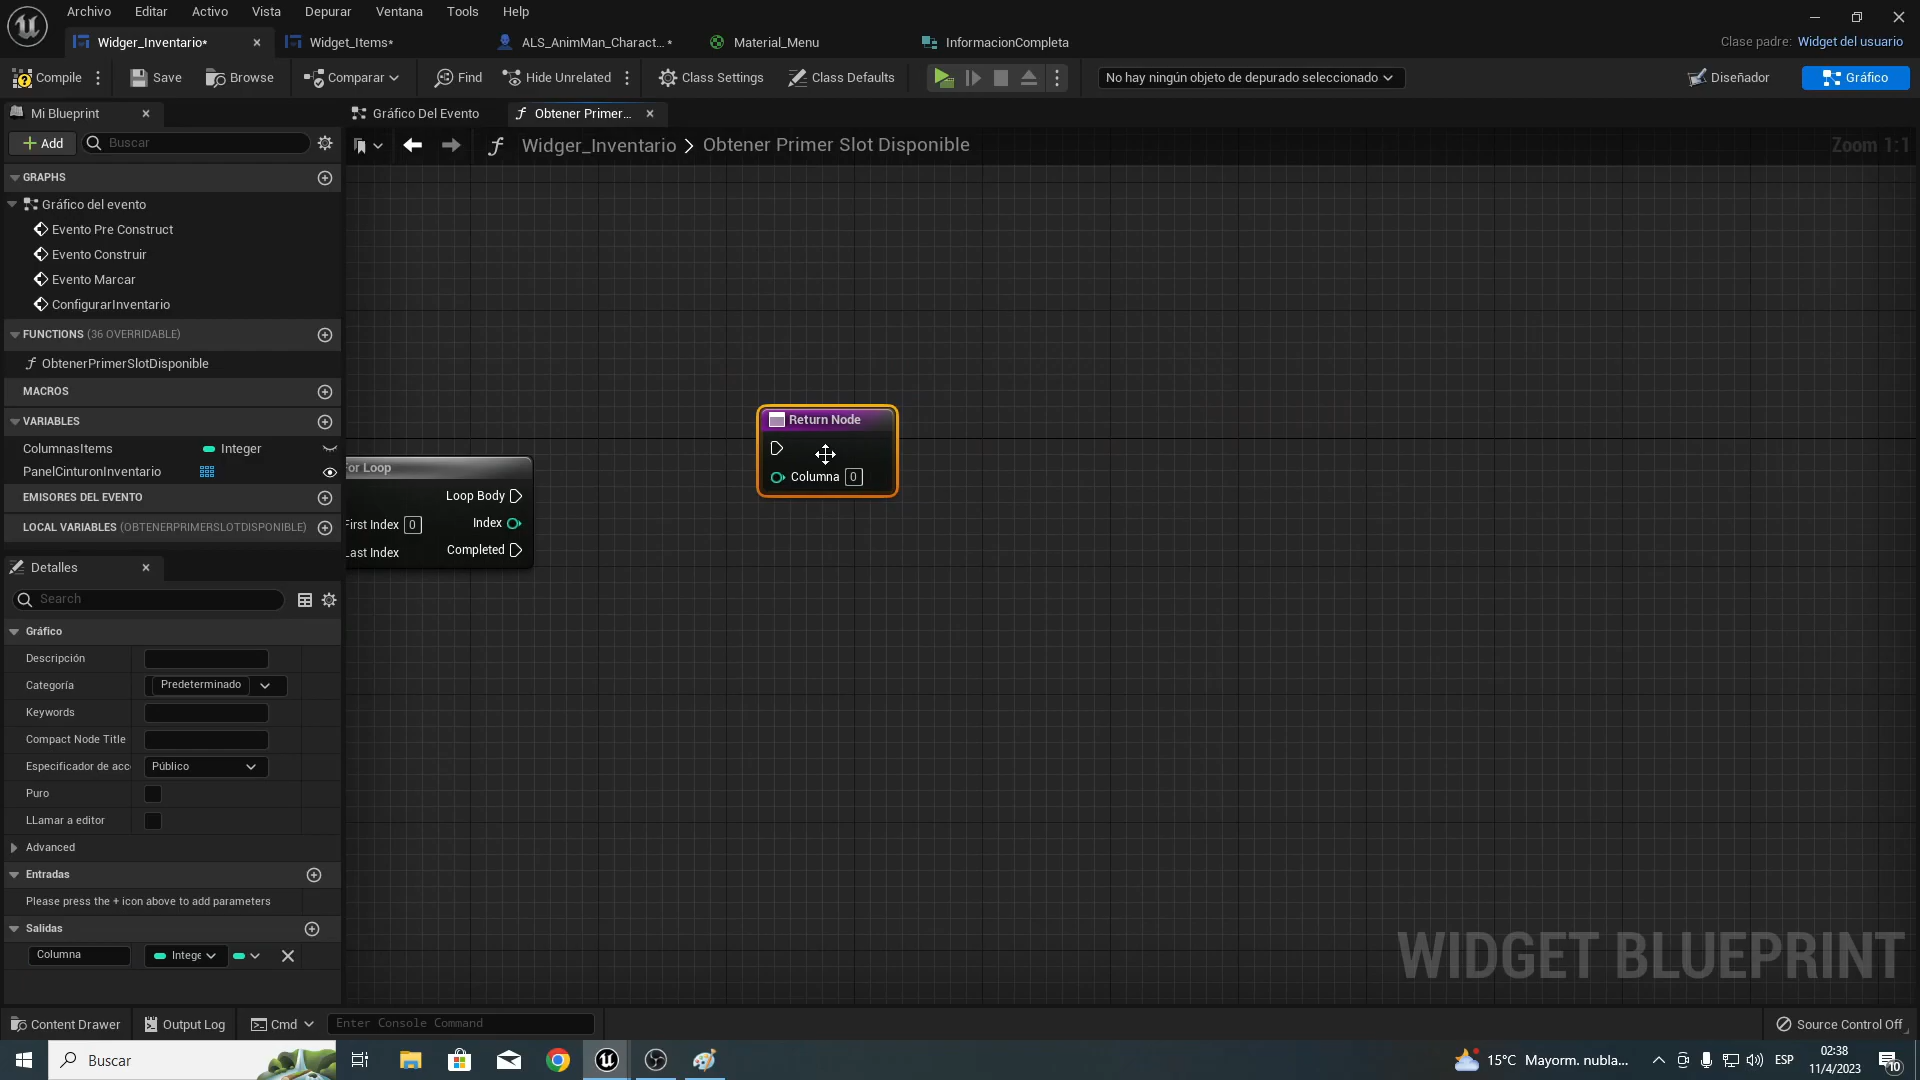 Archivo Editar Activo Vista Depurar Ventana Tools Help
Widger_Inventario* Widget_Items* ALS_AnimMan_Charact...* Material_Menu InformacionCompleta Clase padre: Widget del usuario
Compile Save Browse Comparar Find Hide Unrelated Class Settings Class Defaults No hay ningún objeto de depurado seleccionado Diseñador Gráfico
Mi Blueprint Gráfico Del Evento Obtener Primer...
Add Buscar Widger_Inventario > Obtener Primer Slot Disponible Zoom 1:1
GRAPHS
Gráfico del evento
Evento Pre Construct
Evento Construir
Evento Marcar
ConfigurarInventario
FUNCTIONS (36 OVERRIDABLE)
ObtenerPrimerSlotDisponible
MACROS
VARIABLES
ColumnasItems Integer
PanelCinturonInventario
EMISORES DEL EVENTO
LOCAL VARIABLES (OBTENERPRIMERSLOTDISPONIBLE)
or Loop
Loop Body
First Index 0 Index
Last Index Completed
Return Node
Columna 0
Detalles
Search
Gráfico
Descripción
Categoría Predeterminado
Keywords
Compact Node Title
Especificador de acc Público
Puro
LLamar a editor
Advanced
Entradas
Please press the + icon above to add parameters
Salidas
Columna Intege
WIDGET BLUEPRINT
Content Drawer Output Log Cmd Enter Console Command Source Control Off
Buscar 15°C Mayorm. nubla... ESP 02:38
11/4/2023 10